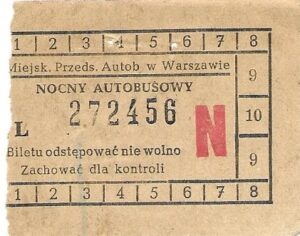 1 2 3 4 5 6 7 8
Miejsk. Przeds. Autob. w Warszawie
9
NOCNY AUTOBUSOWY
L 272456 N
10
Biletu odstępować nie wolno
9
Zachować dla kontroli
1 2 3 4 5 6 7 8